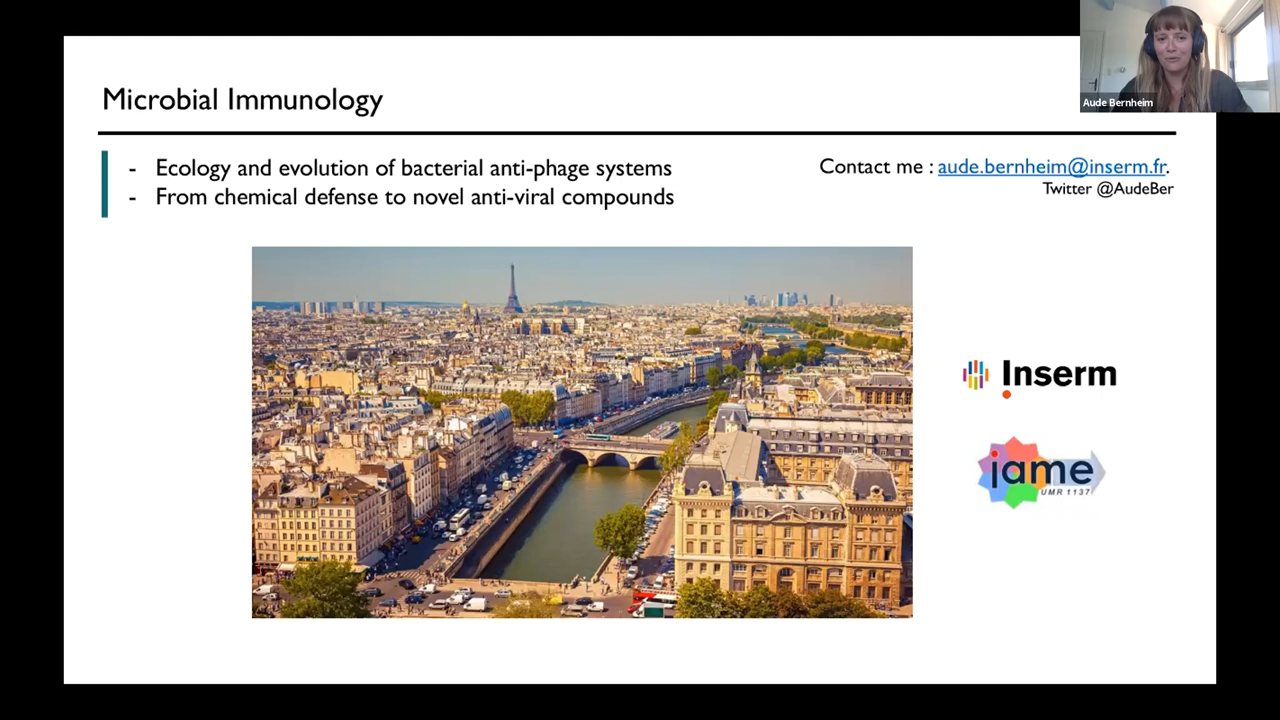 Microbial Immunology
- Ecology and evolution of bacterial anti-phage systems
- From chemical defense to novel anti-viral compounds
Contact me : aude.bernheim@inserm.fr.
Twitter @AudeBer
Aude Bernheim
Inserm
iame
UMR 1137